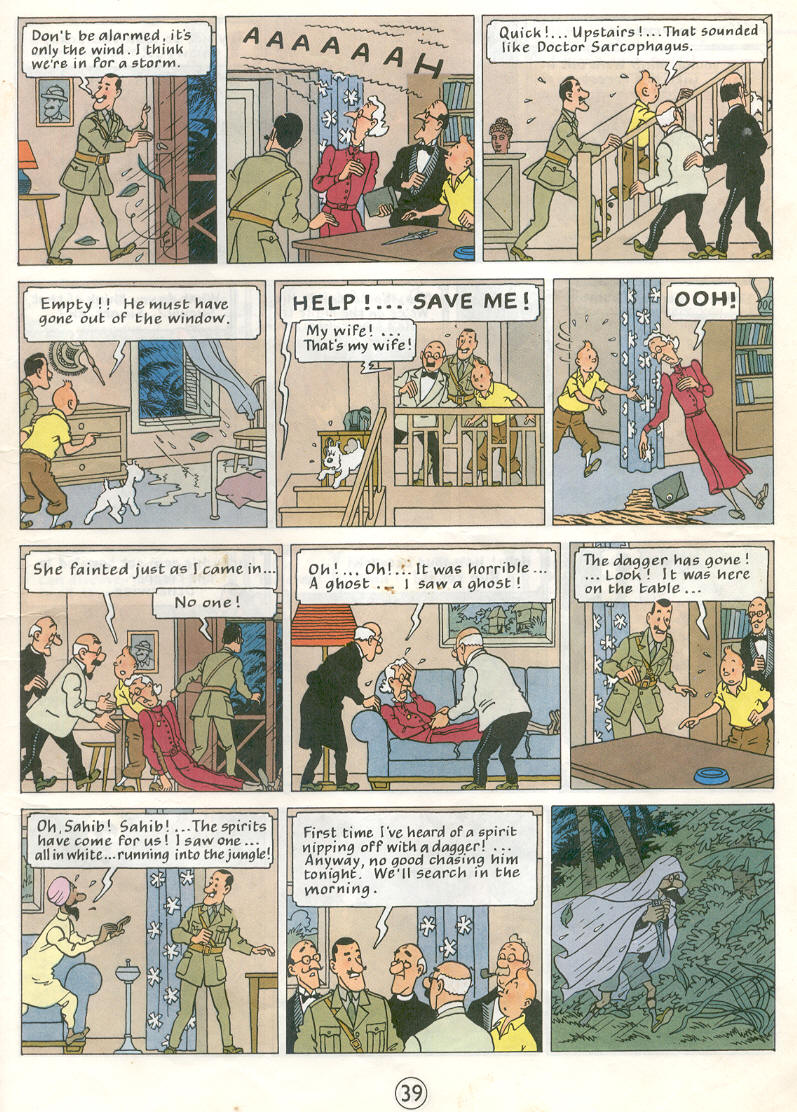 Don't be alarmed, it's
only the wind. I think
we're in for a storm.
AAAAAAAH
Quick!... Upstairs!... That sounded
like Doctor Sarcophagus.
Empty!! He must have
gone out of the window.
HELP!... SAVE ME!
My wife! ...
That's my wife!
OOH!
She fainted just as I came in...
No one!
Oh!... Oh!... It was horrible...
A ghost... I saw a ghost!
The dagger has gone!
... Look! It was here
on the table...
Oh, Sahib! Sahib! ...The spirits
have come for us! I saw one...
all in white... running into the jungle!
First time I've heard of a spirit
nipping off with a dagger! ...
Anyway, no good chasing him
tonight. We'll search in the
morning.
39